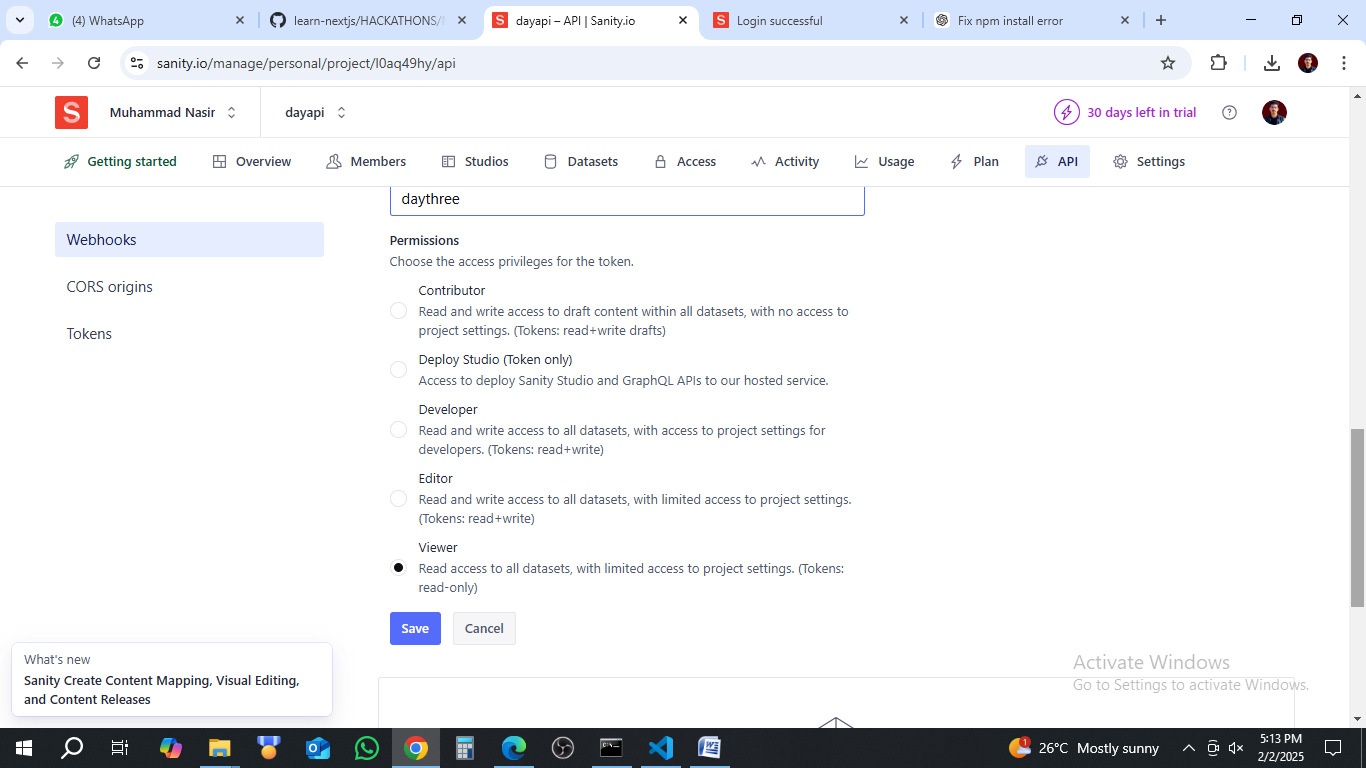 (4) WhatsApp
learn-nextjs/HACKATHONS/
dayapi – API | Sanity.io
Login successful
Fix npm install error
sanity.io/manage/personal/project/l0aq49hy/api
S
Muhammad Nasir
dayapi
30 days left in trial
Getting started
Overview
Members
Studios
Datasets
Access
Activity
Usage
Plan
API
Settings
daythree
Webhooks
CORS origins
Tokens
Permissions
Choose the access privileges for the token.
Contributor
Read and write access to draft content within all datasets, with no access to
project settings. (Tokens: read+write drafts)
Deploy Studio (Token only)
Access to deploy Sanity Studio and GraphQL APIs to our hosted service.
Developer
Read and write access to all datasets, with access to project settings for
developers. (Tokens: read+write)
Editor
Read and write access to all datasets, with limited access to project settings.
(Tokens: read+write)
Viewer
Read access to all datasets, with limited access to project settings. (Tokens:
read-only)
Save
Cancel
What's new
Sanity Create Content Mapping, Visual Editing,
and Content Releases
Activate Windows
Go to Settings to activate Windows.
1
26°C Mostly sunny
5:13 PM
2/2/2025